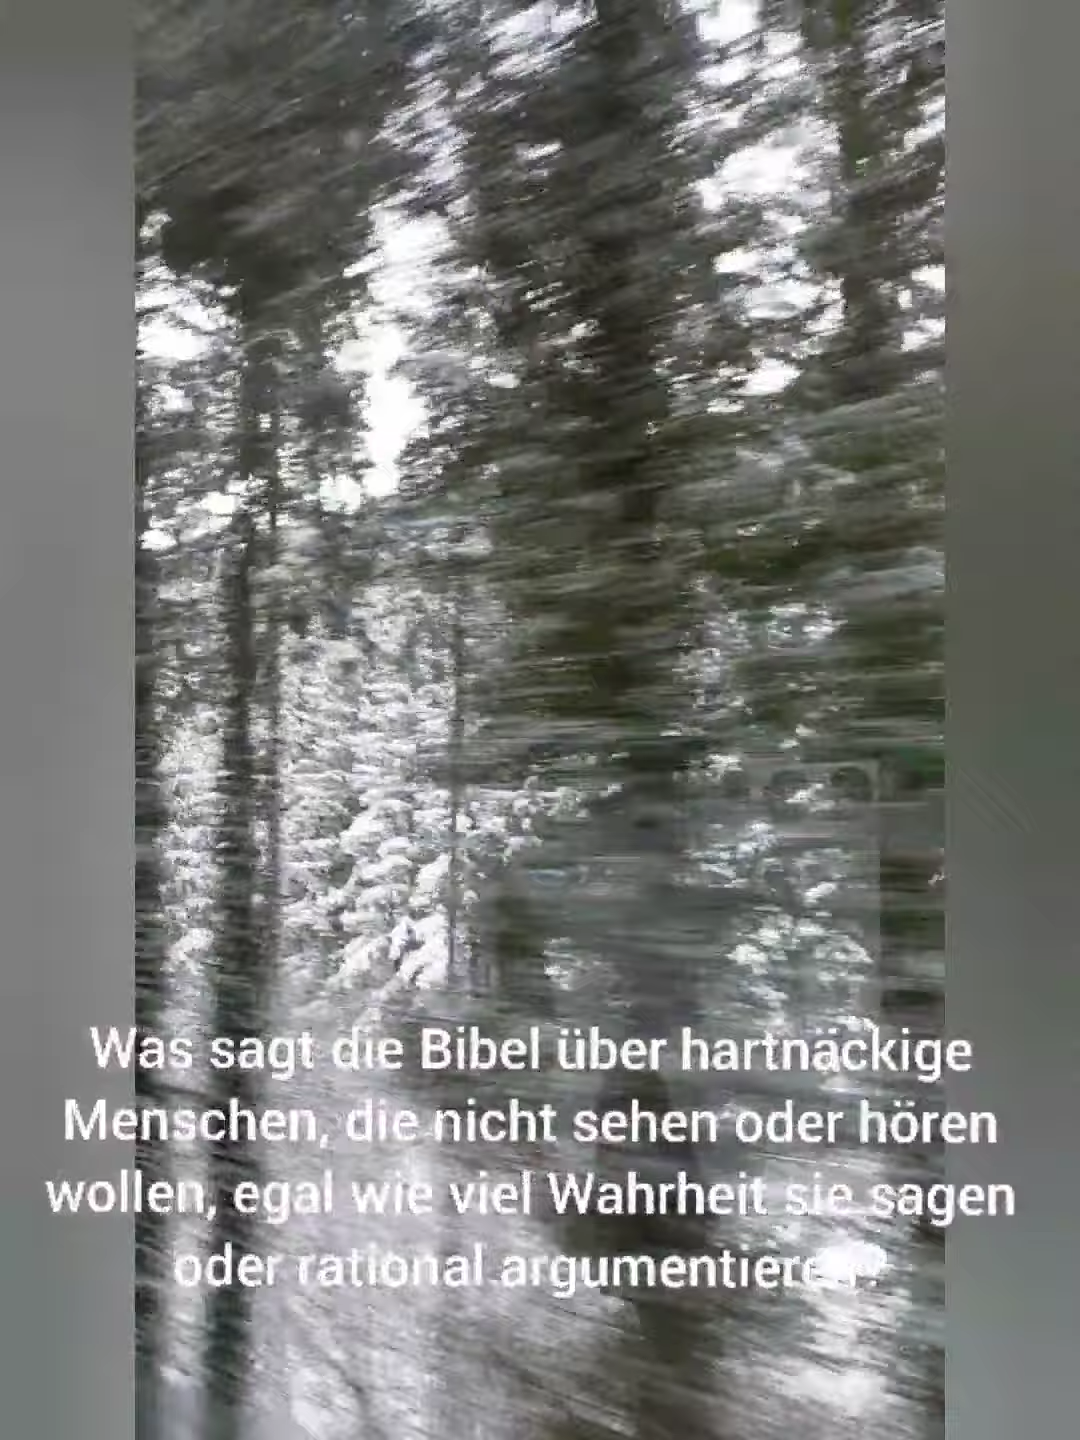 Was sagt die Bibel über hartnäckige
Menschen, die nicht sehen oder hören
wollen, egal wie viel Wahrheit sie sagen
oder rational argumentieren?